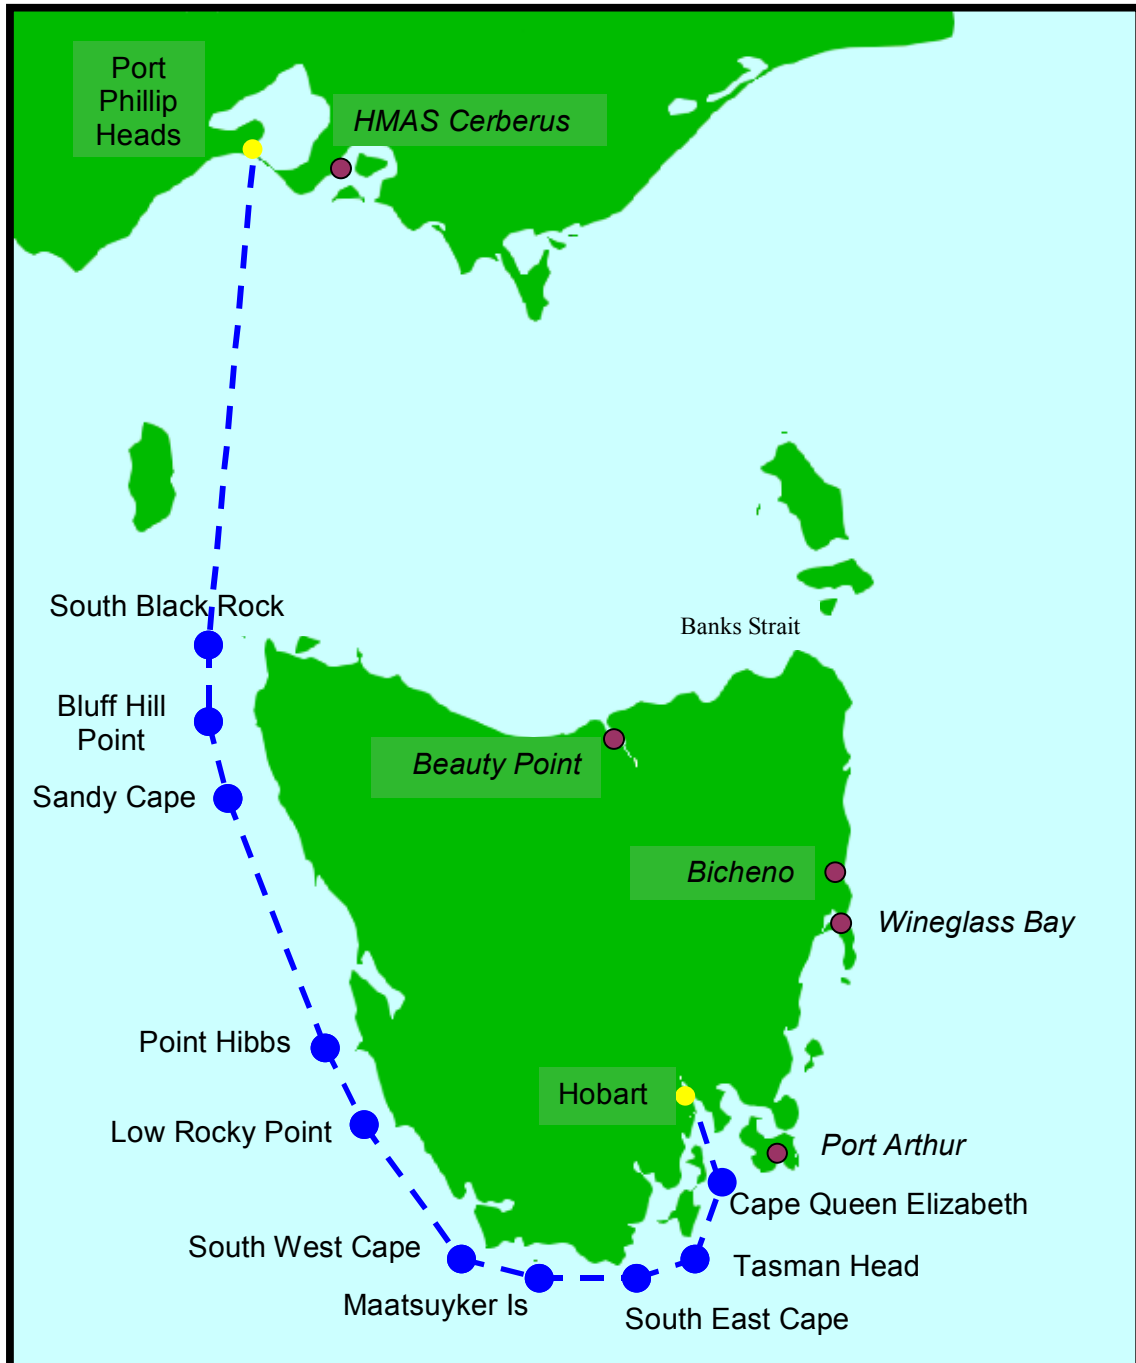 Port
Phillip
Heads
HMAS Cerberus
South Black Rock
Banks Strait
Bluff Hill
Point
Beauty Point
Sandy Cape
Bicheno
Wineglass Bay
Point Hibbs
Hobart
Low Rocky Point
Port Arthur
Cape Queen Elizabeth
South West Cape
Tasman Head
Maatsuyker Is
South East Cape